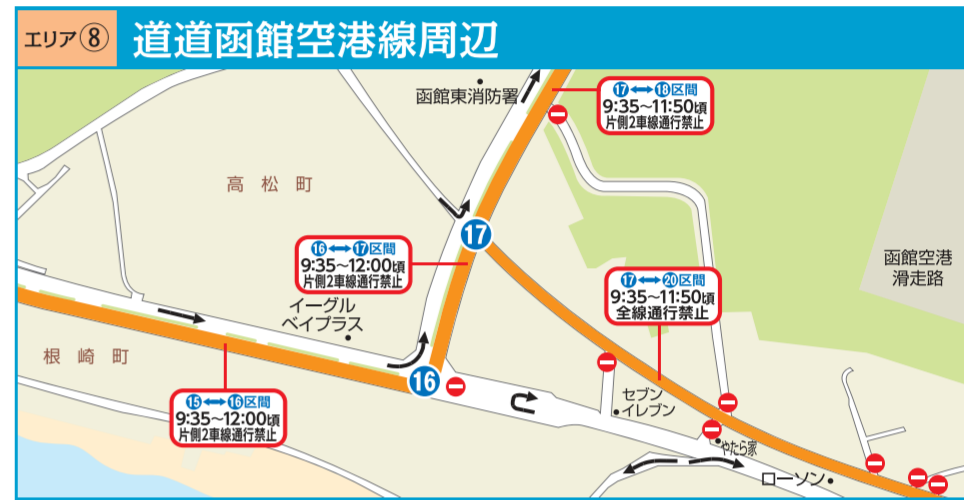 エリア⑧ 道道函館空港線周辺
函館東消防署
⑰⟷⑱区間
9:35～11:50頃
片側2車線通行禁止
高松町
⑰
⑯⟷⑰区間
9:35～12:00頃
片側2車線通行禁止
函館空港
滑走路
⑰⟷⑳区間
9:35～11:50頃
全線通行禁止
イーグル
ベイプラス
根崎町
⑯
⑮⟷⑯区間
9:35～12:00頃
片側2車線通行禁止
セブン
イレブン
やたら家
ローソン